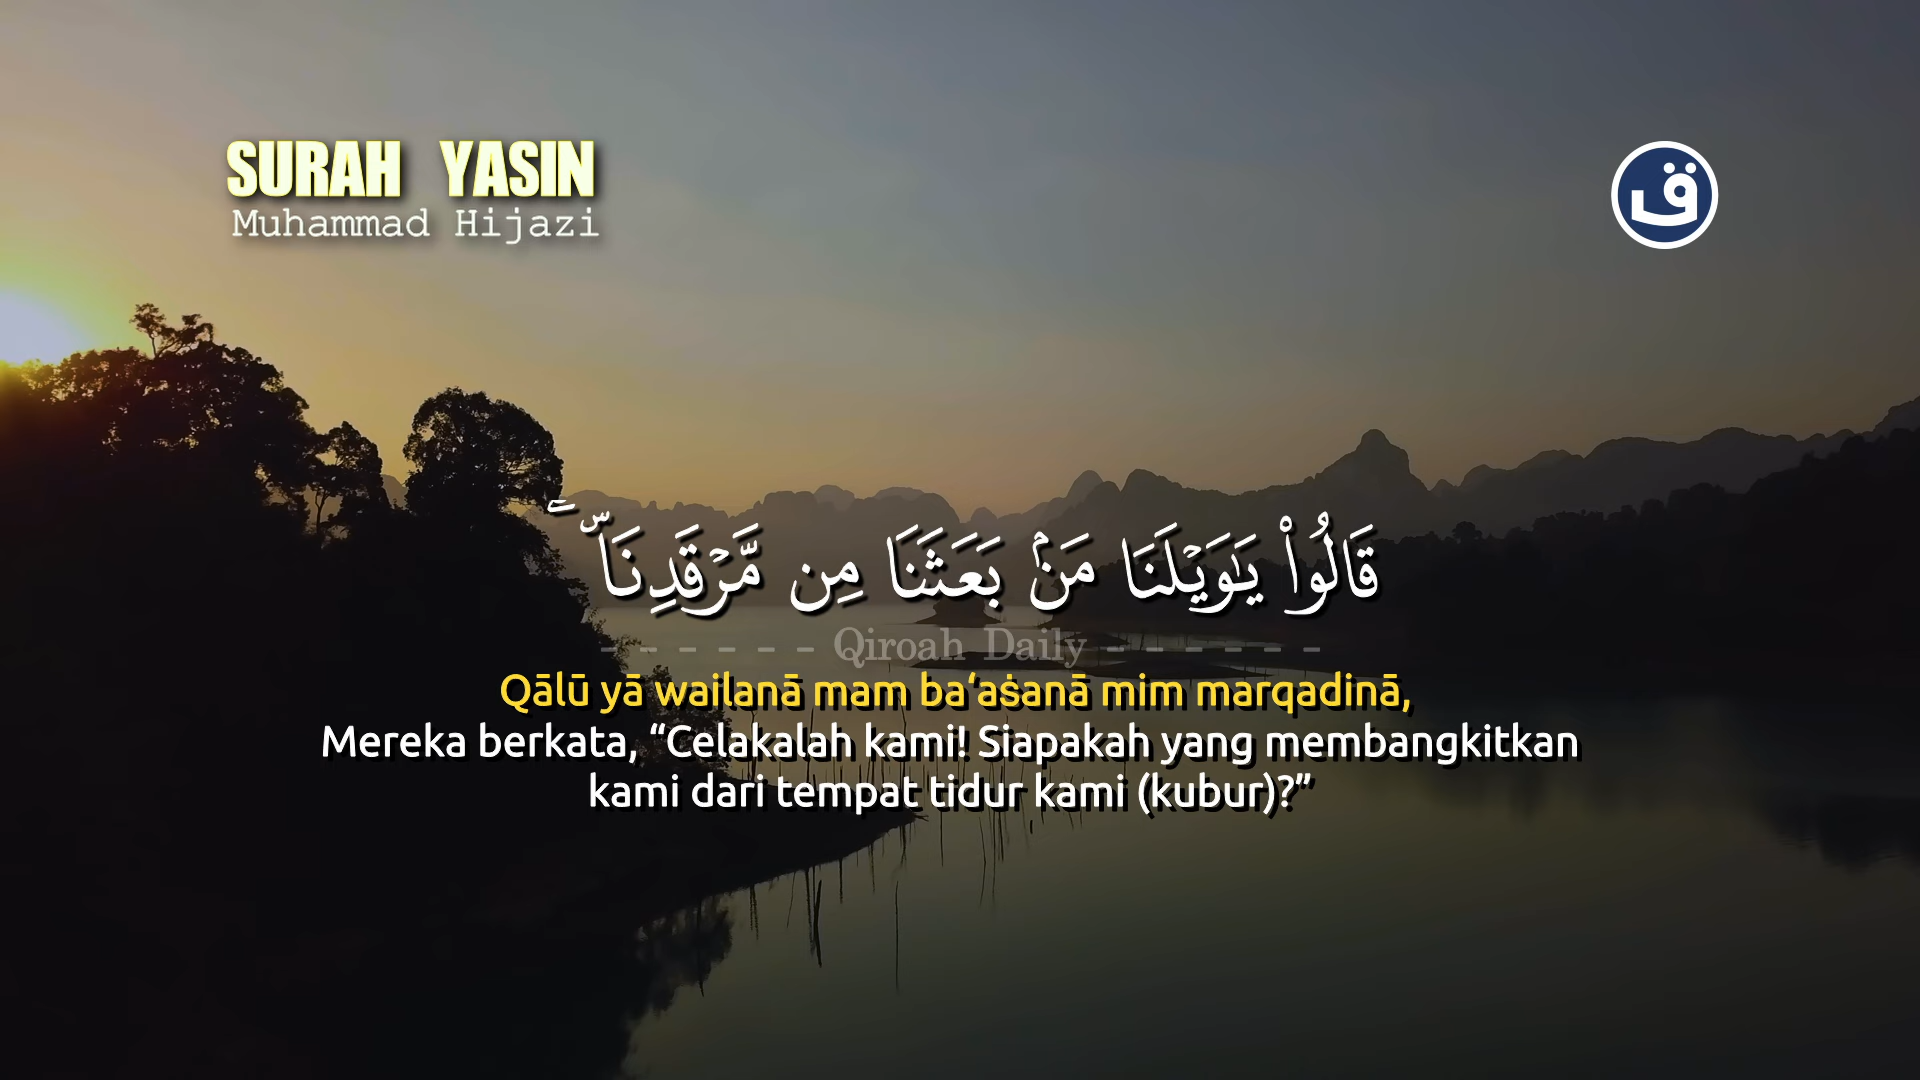 SURAH YASIN
Muhammad Hijazi
ق
قَالُوا۟ يَـٰوَيْلَنَا مَنۢ بَعَثَنَا مِن مَّرْقَدِنَا ۜ ۗ
- - - - - - Qiroah Daily - - - - - -
Qālū yā wailanā mam ba‘aṡanā mim marqadinā,
Mereka berkata, “Celakalah kami! Siapakah yang membangkitkan
kami dari tempat tidur kami (kubur)?”